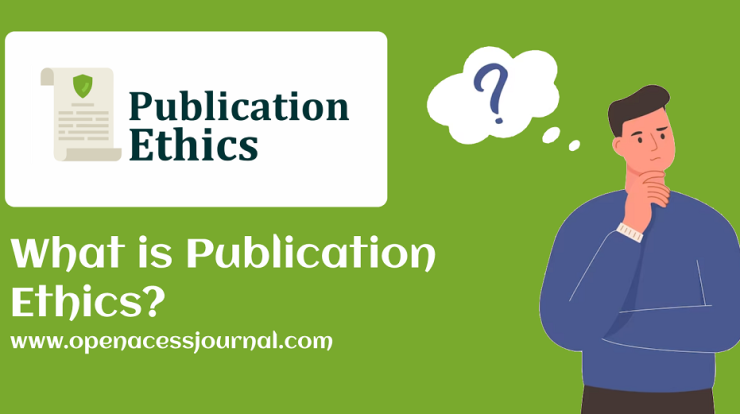 Publication
Ethics
?
What is Publication
Ethics?
www.openacessjournal.com